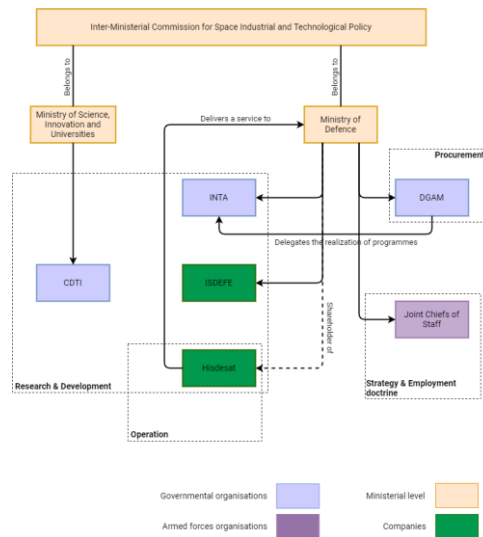 Inter-Ministerial Commission for Space Industrial and Technological Policy
Belongs to
Belongs to
Ministry of Science,
Innovation and
Universities
Delivers a service to
Ministry of
Defence
Procurement
INTA
DGAM
Delegates the realization of programmes
CDTI
ISDEFE
Joint Chiefs of
Staff
Shareholder of
Hisdesat
Research & Development
Strategy & Employment
doctrine
Operation
Governmental organisations
Ministerial level
Armed forces organisations
Companies